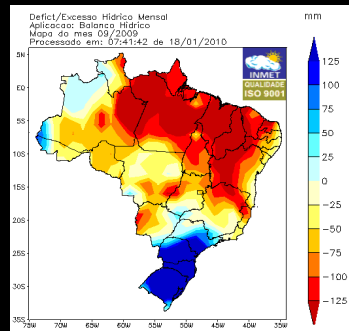 Deficit/Excesso Hidrico Mensal
Aplicacao: Balanco Hidrico
Mapa do mes 09/2009
Processado em: 07:41:42 de 18/01/2010
mm
INMET
QUALIDADE
ISO 9001
5N
EQ
5S
10S
15S
20S
25S
30S
35S
75W
70W
65W
60W
55W
50W
45W
40W
35W
125
100
75
50
25
0
-25
-50
-75
-100
-125